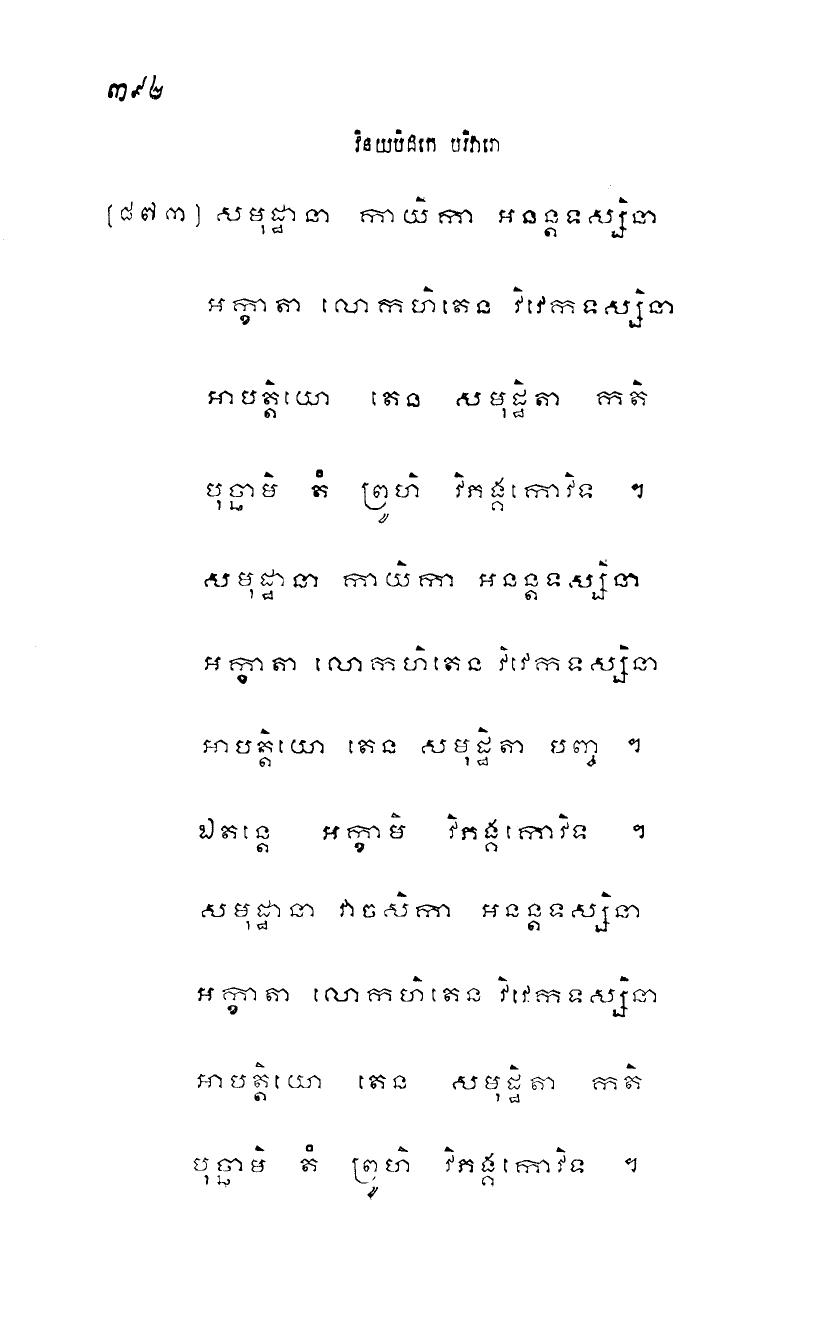 ៣៩២
វិនយបិដកេ បរិវារោ
[៨៧៣] សមុដ្ឋានា កាយិកា អនន្តទស្សិនា
អក្ខាតា លោកហិតេន វិវេកទស្សិនា
អាបត្តិយោ តេន សមុដ្ឋិតា កតិ
បុច្ឆាមិ តំ ព្រូហិ វិភង្គកោវិទ ។
សមុដ្ឋានា កាយិកា អនន្តទស្សិនា
អក្ខាតា លោកហិតេន វិវេកទស្សិនា
អាបត្តិយោ តេន សមុដ្ឋិតា បញ្ច ។
ឯតន្តេ អក្ខាមិ វិភង្គកោវិទ ។
សមុដ្ឋានា វាចសិកា អនន្តទស្សិនា
អក្ខាតា លោកហិតេន វិវេកទស្សិនា
អាបត្តិយោ តេន សមុដ្ឋិតា កតិ
បុច្ឆាមិ តំ ព្រូហិ វិភង្គកោវិទ ។